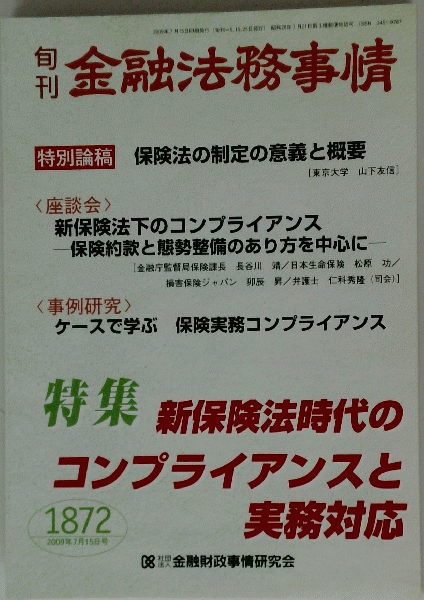 旬刊 金融法務事情
特別論稿 保険法の制定の意義と概要
[東京大学 山下友信]
〈座談会〉
新保険法下のコンプライアンス
―保険約款と態勢整備のあり方を中心に―
[金融庁監督局保険課長 長谷川 靖/日本生命保険 松原 功/
損害保険ジャパン 卯辰 昇/弁護士 仁科秀隆(司会)]
〈事例研究〉
ケースで学ぶ 保険実務コンプライアンス
特集 新保険法時代の
コンプライアンスと
実務対応
1872
2009年7月15日号
社団法人 金融財政事情研究会